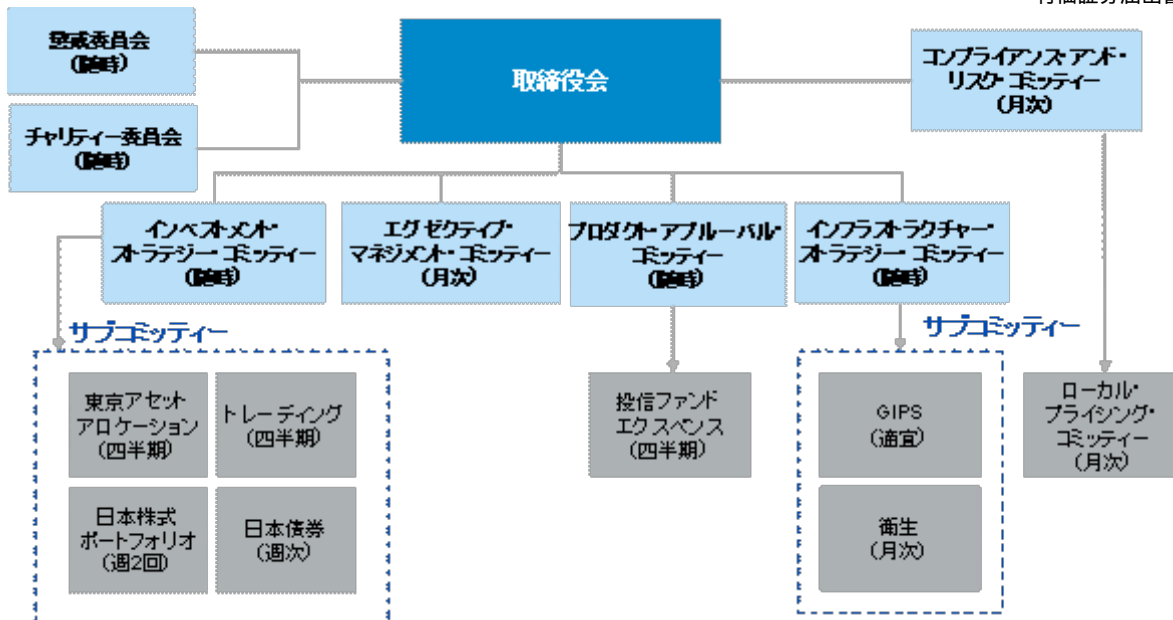 懲戒委員会
(臨時)
チャリティー委員会
(臨時)
取締役会
コンプライアンス・アンド・
リスク・コミッティー
(月次)
インベストメント・
ストラテジー・コミッティー
(臨時)
エグゼクティブ・
マネジメント・コミッティー
(月次)
プロダクト・アプルーバル・
コミッティー
(臨時)
インフラストラクチャー・
ストラテジー・コミッティー
(臨時)
サブコミッティー
東京アセット
アロケーション
(四半期)
トレーディング
(四半期)
日本株式
ポートフォリオ
(週2回)
日本債券
(週次)
投信ファンド
エクスペンス
(四半期)
サブコミッティー
GIPS
(適宜)
衛生
(月次)
ローカル・
プライシング・
コミッティー
(月次)